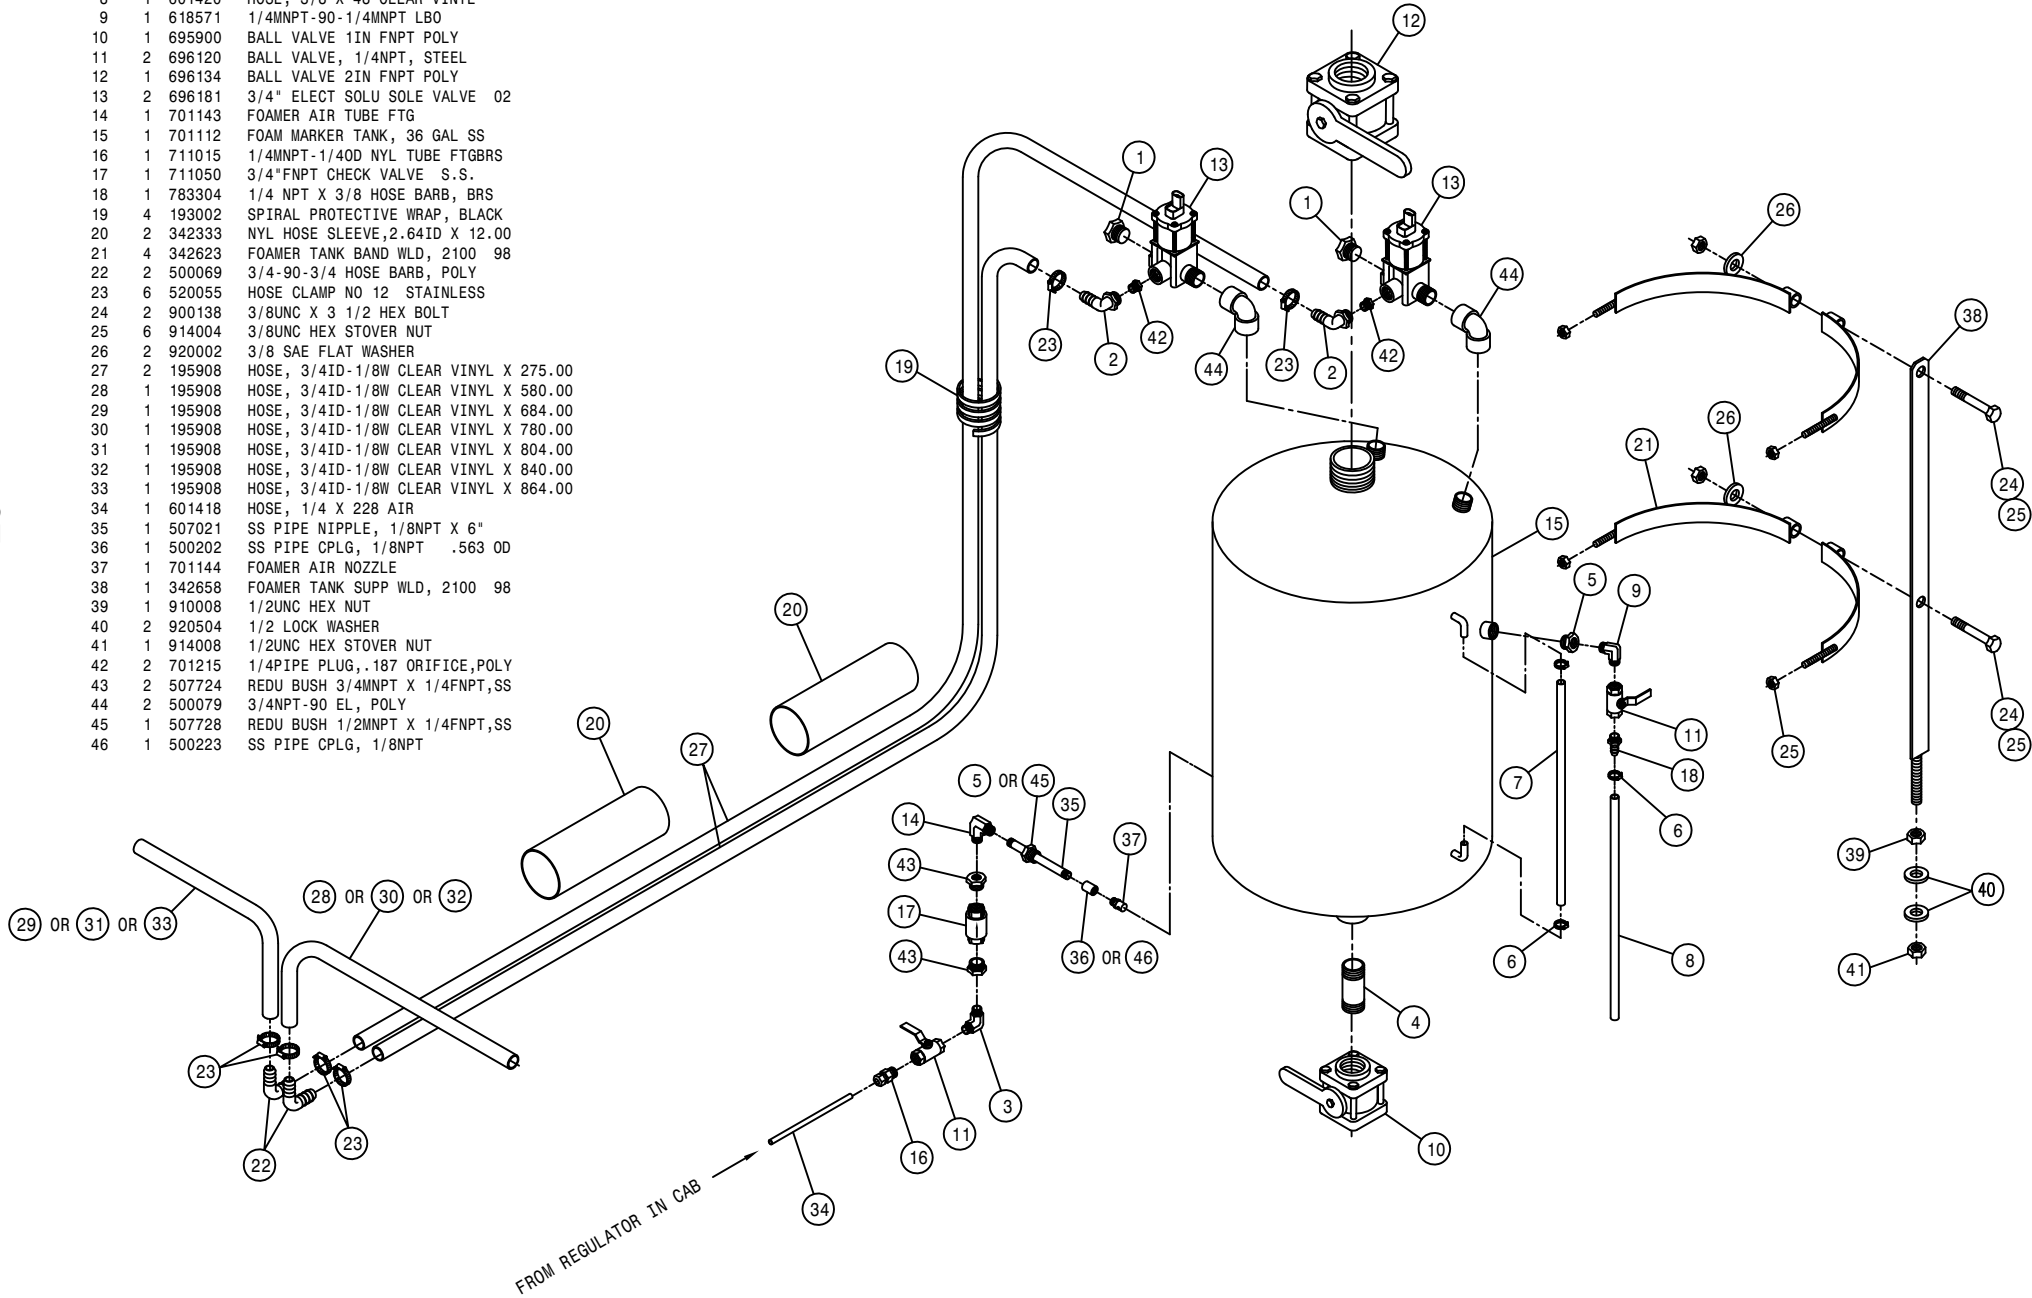 8 1 601420 HOSE, 3/8 X 48 CLEAR VINYL
9 1 618571 1/4MNPT-90-1/4MNPT LBO
10 1 695900 BALL VALVE 1IN FNPT POLY
11 2 696120 BALL VALVE, 1/4NPT, STEEL
12 1 696134 BALL VALVE 2IN FNPT POLY
13 2 696181 3/4" ELECT SOLU SOLE VALVE 02
14 1 701143 FOAMER AIR TUBE FTG
15 1 701112 FOAM MARKER TANK, 36 GAL SS
16 1 711015 1/4MNPT-1/4OD NYL TUBE FTGBRS
17 1 711050 3/4"FNPT CHECK VALVE S.S.
18 1 783304 1/4 NPT X 3/8 HOSE BARB, BRS
19 4 193002 SPIRAL PROTECTIVE WRAP, BLACK
20 2 342333 NYL HOSE SLEEVE,2.64ID X 12.00
21 4 342623 FOAMER TANK BAND WLD, 2100 98
22 2 500069 3/4-90-3/4 HOSE BARB, POLY
23 6 520055 HOSE CLAMP NO 12 STAINLESS
24 2 900138 3/8UNC X 3 1/2 HEX BOLT
25 6 914004 3/8UNC HEX STOVER NUT
26 2 920002 3/8 SAE FLAT WASHER
27 2 195908 HOSE, 3/4ID-1/8W CLEAR VINYL X 275.00
28 1 195908 HOSE, 3/4ID-1/8W CLEAR VINYL X 580.00
29 1 195908 HOSE, 3/4ID-1/8W CLEAR VINYL X 684.00
30 1 195908 HOSE, 3/4ID-1/8W CLEAR VINYL X 780.00
31 1 195908 HOSE, 3/4ID-1/8W CLEAR VINYL X 804.00
32 1 195908 HOSE, 3/4ID-1/8W CLEAR VINYL X 840.00
33 1 195908 HOSE, 3/4ID-1/8W CLEAR VINYL X 864.00
34 1 601418 HOSE, 1/4 X 228 AIR
35 1 507021 SS PIPE NIPPLE, 1/8NPT X 6"
36 1 500202 SS PIPE CPLG, 1/8NPT .563 OD
37 1 701144 FOAMER AIR NOZZLE
38 1 342658 FOAMER TANK SUPP WLD, 2100 98
39 1 910008 1/2UNC HEX NUT
40 2 920504 1/2 LOCK WASHER
41 1 914008 1/2UNC HEX STOVER NUT
42 2 701215 1/4PIPE PLUG,.187 ORIFICE,POLY
43 2 507724 REDU BUSH 3/4MNPT X 1/4FNPT,SS
44 2 500079 3/4NPT-90 EL, POLY
45 1 507728 REDU BUSH 1/2MNPT X 1/4FNPT,SS
46 1 500223 SS PIPE CPLG, 1/8NPT
12
1
13
1
13
26
44
38
23
2
42
44
23
2
42
19
26
21
24
25
15
5
9
20
20
27
24
25
11
25
18
7
6
5 OR 45
35
14
37
39
43
40
28 OR 30 OR 32
29 OR 31 OR 33
17
43
36 OR 46
6
8
41
4
23
23
22
3
11
16
10
34
FROM REGULATOR IN CAB